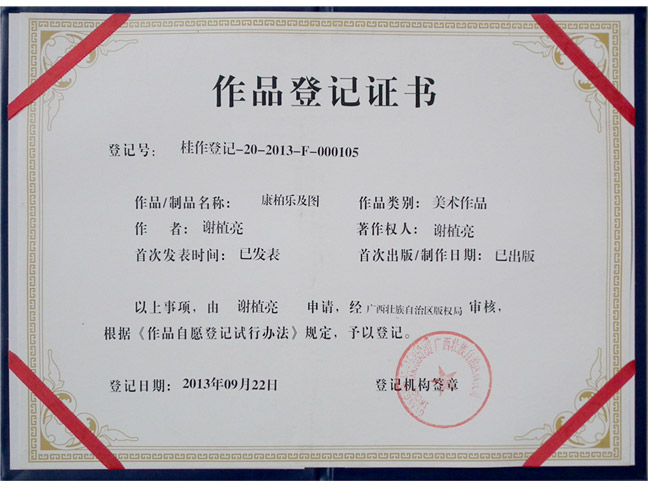 作品登记证书
登记号： 桂作登记-20-2013-F-000105
作品/制品名称： 康柏乐及图 作品类别： 美术作品
作 者： 谢植亮 著作权人： 谢植亮
首次发表时间： 已发表 首次出版/制作日期： 已出版
以上事项，由 谢植亮 申请，经 广西壮族自治区版权局 审核，
根据《作品自愿登记试行办法》规定，予以登记。
登记日期： 2013年09月22日 登记机构签章